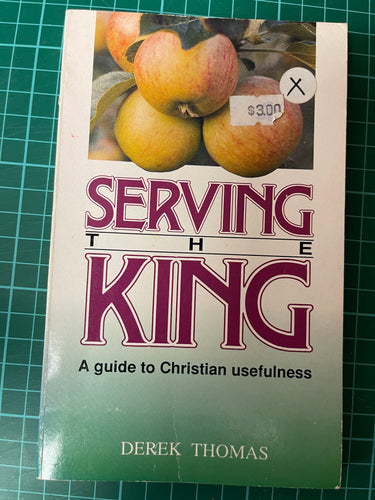 X
$3.00
SERVING
THE
KING
A guide to Christian usefulness
DEREK THOMAS